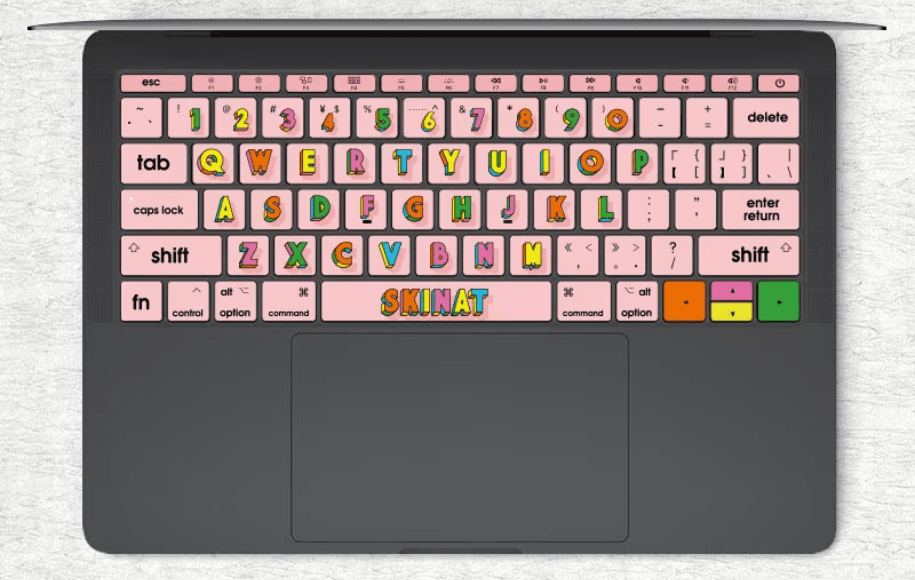 esc F1 F2 F3 F4 F5 F6 F7 F8 F9 F10 F11 F12
~ ! @ # ¥ $ % …… ^ & * ( ) − +
· ` 1 2 3 4 5 6 7 8 9 0 - = delete
tab Q W E R T Y U I O P 「 { 」 } |
【 [ 】 ] 、 \
caps lock A S D F G H J K L : ; " ' enter
return
shift Z X C V B N M 《 < , 》 > 。 . ? / shift
fn control alt option ⌘ command SKINAT ⌘ command alt option ◄ ▲ ▼ ►